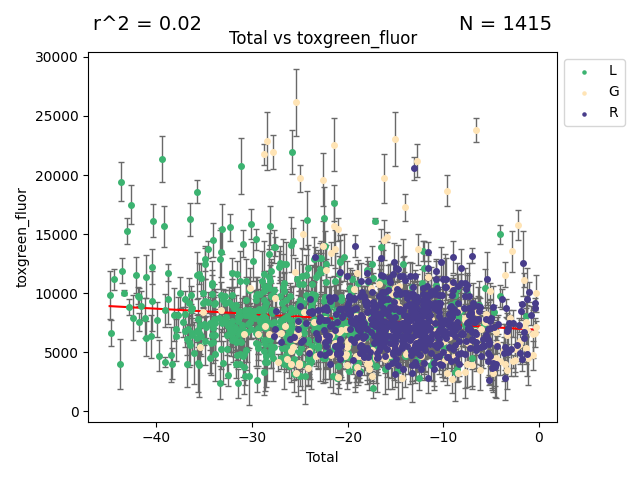 r^2 = 0.02 N = 1415
Total vs toxgreen_fluor
30000
25000
20000
15000
10000
5000
0
toxgreen_fluor
−40 −30 −20 −10 0
Total
L
G
R